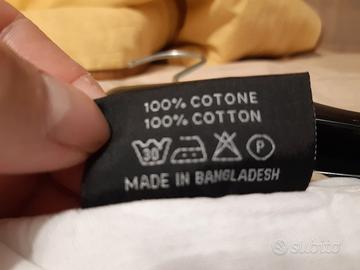 100% COTONE
100% COTTON
30 P
MADE IN BANGLADESH
subito